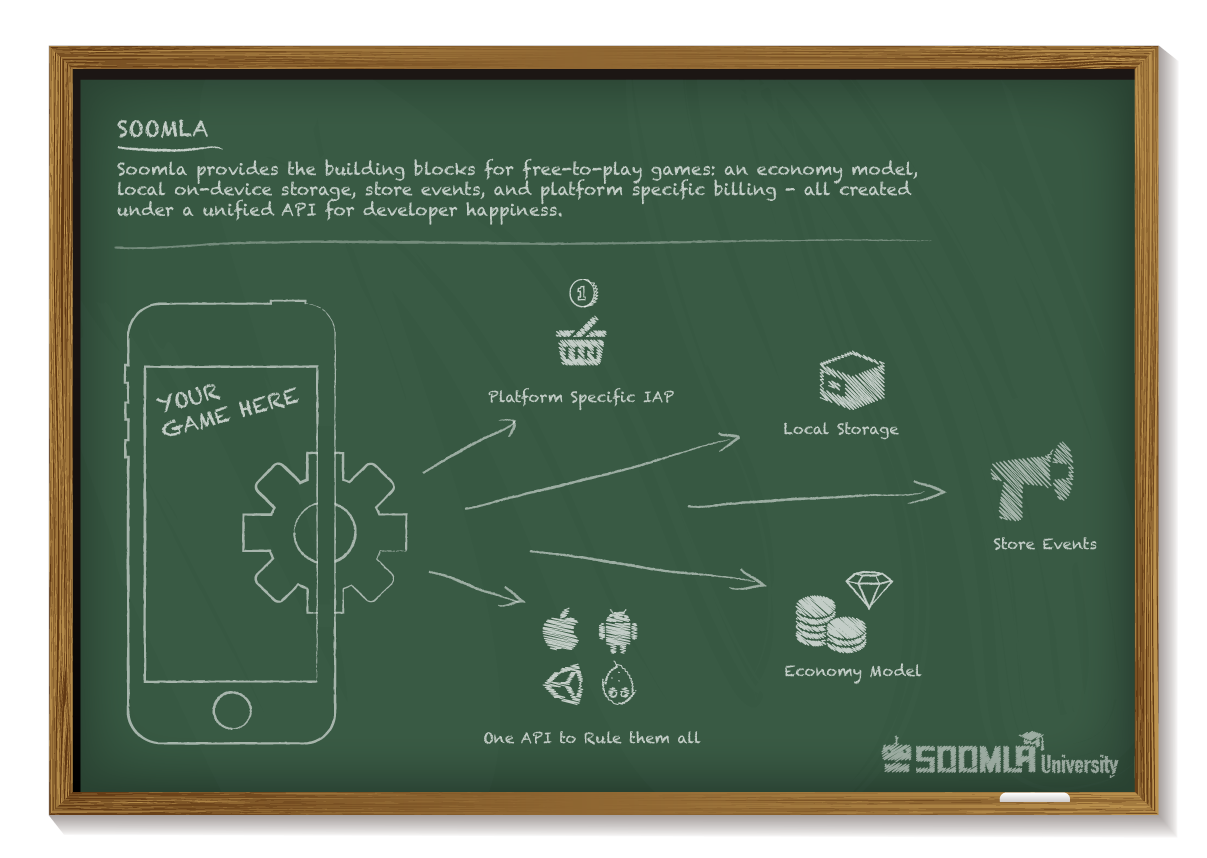 SOOMLA
Soomla provides the building blocks for free-to-play games: an economy model,
local on-device storage, store events, and platform specific billing - all created
under a unified API for developer happiness.
1
Platform Specific IAP
Local Storage
YOUR
GAME HERE
Store Events
Economy Model
One API to Rule them all
SOOMLA University